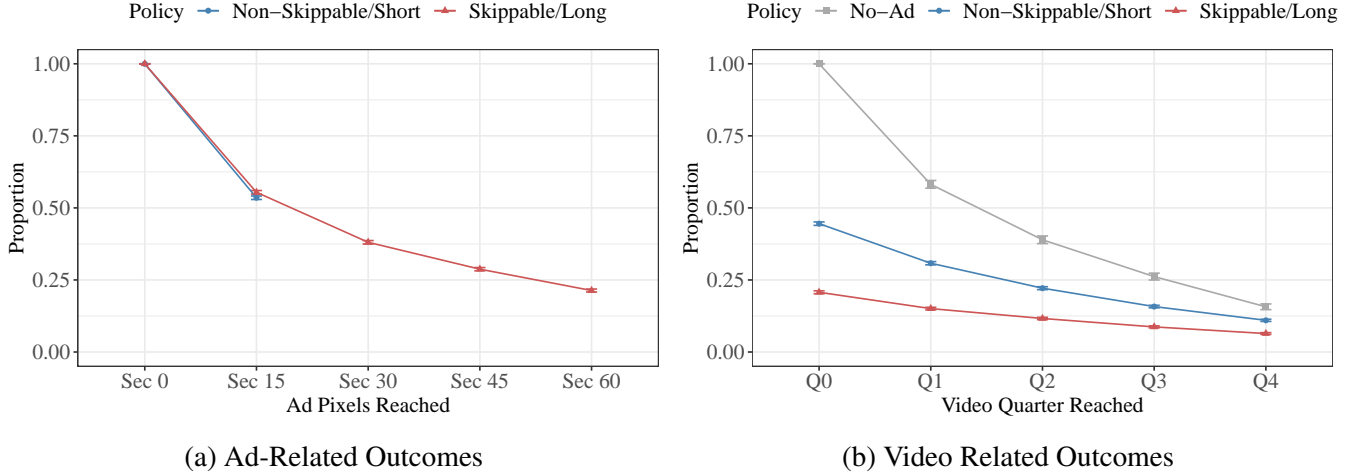 Policy Non−Skippable/Short Skippable/Long
1.00
0.75
0.50
0.25
0.00
Proportion
Sec 0 Sec 15 Sec 30 Sec 45 Sec 60
Ad Pixels Reached
(a) Ad-Related Outcomes
Policy No−Ad Non−Skippable/Short Skippable/Long
1.00
0.75
0.50
0.25
0.00
Proportion
Q0 Q1 Q2 Q3 Q4
Video Quarter Reached
(b) Video Related Outcomes